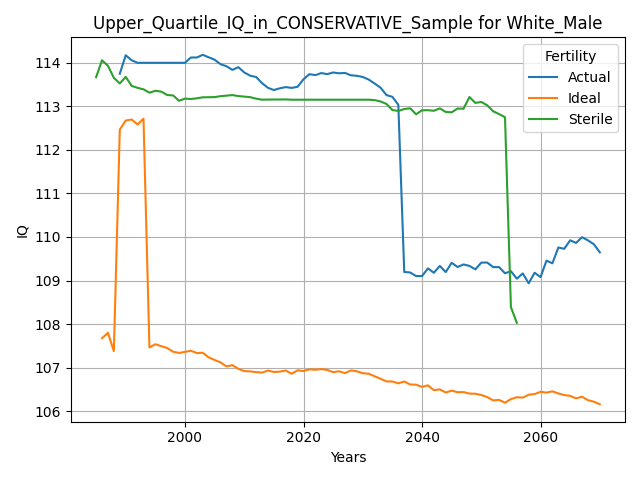 Upper_Quartile_IQ_in_CONSERVATIVE_Sample for White_Male
Fertility
Actual
Ideal
Sterile
IQ
114
113
112
111
110
109
108
107
106
2000 2020 2040 2060
Years